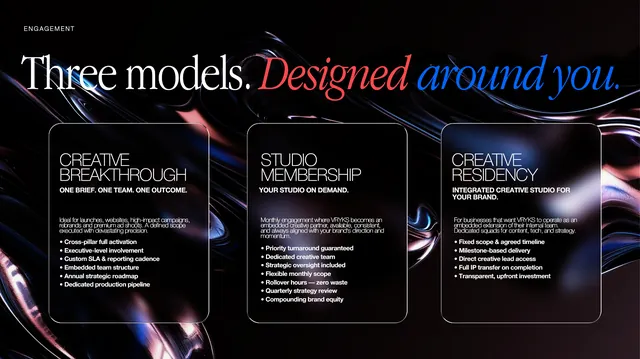 ENGAGEMENT
Three models. Designed around you.
CREATIVE
BREAKTHROUGH
ONE BRIEF. ONE TEAM. ONE OUTCOME.
Ideal for launches, websites, high-impact campaigns,
rebrands and premium ad shoots. A defined scope
executed with devastating precision.
• Cross-pillar full activation
• Executive-level involvement
• Custom SLA & reporting cadence
• Embedded team structure
• Annual strategic roadmap
• Dedicated production pipeline
STUDIO
MEMBERSHIP
YOUR STUDIO ON DEMAND.
Monthly engagement where VRYKS becomes an
embedded creative partner, available, consistent,
and always aligned with your brand's direction and
momentum.
• Priority turnaround guaranteed
• Dedicated creative team
• Strategic oversight included
• Flexible monthly scope
• Rollover hours — zero waste
• Quarterly strategy review
• Compounding brand equity
CREATIVE
RESIDENCY
INTEGRATED CREATIVE STUDIO FOR
YOUR BRAND.
For businesses that want VRYKS to operate as an
embedded extension of their internal team.
Dedicated squads for content, tech, and strategy.
• Fixed scope & agreed timeline
• Milestone-based delivery
• Direct creative lead access
• Full IP transfer on completion
• Transparent, upfront investment